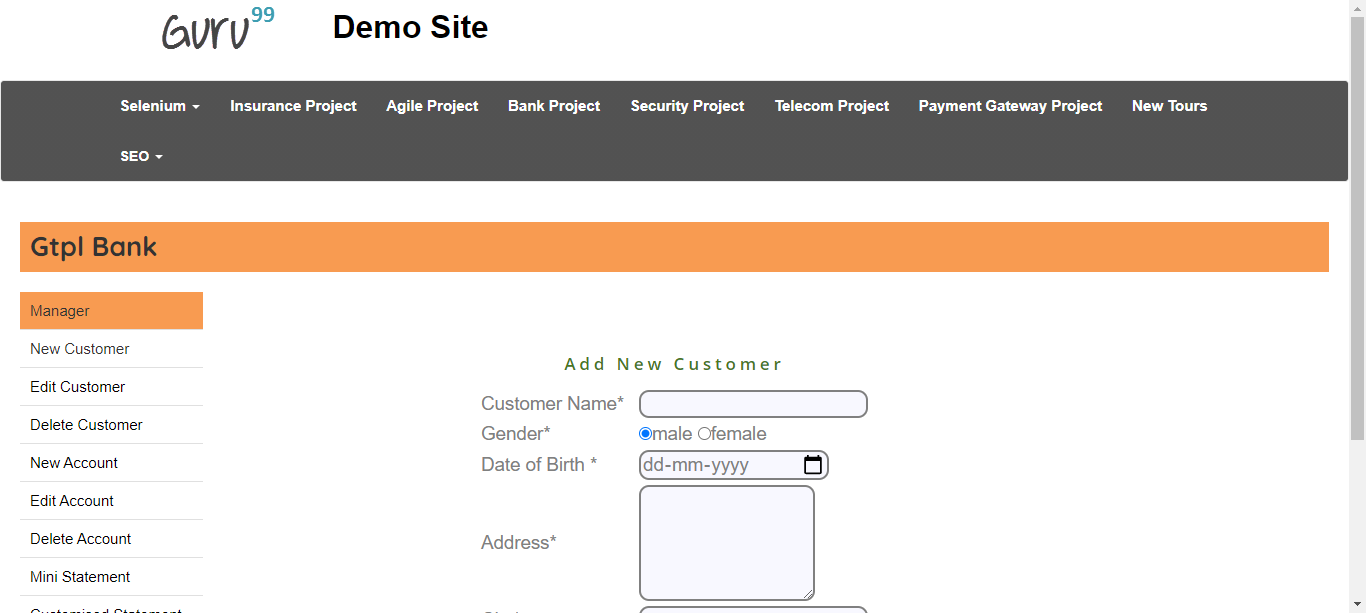 Guru99 Demo Site
Selenium Insurance Project Agile Project Bank Project Security Project Telecom Project Payment Gateway Project New Tours
SEO
Gtpl Bank
Manager
New Customer
Edit Customer
Delete Customer
New Account
Edit Account
Delete Account
Mini Statement
Customised Statement
Add New Customer
Customer Name*
Gender* male female
Date of Birth * dd-mm-yyyy
Address*